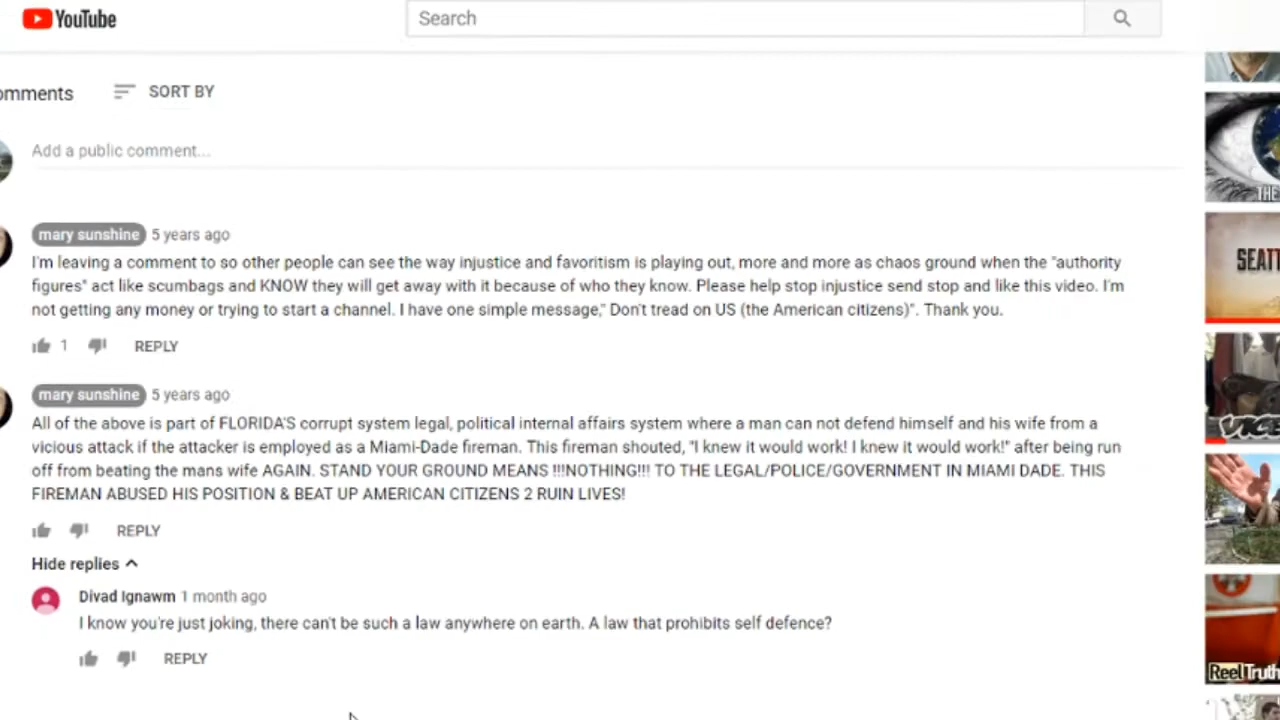 YouTube
Search
omments
SORT BY
Add a public comment...
mary sunshine 5 years ago
I'm leaving a comment to so other people can see the way injustice and favoritism is playing out, more and more as chaos ground when the "authority
figures" act like scumbags and KNOW they will get away with it because of who they know. Please help stop injustice send stop and like this video. I'm
not getting any money or trying to start a channel. I have one simple message," Don't tread on US (the American citizens)". Thank you.
1 REPLY
mary sunshine 5 years ago
All of the above is part of FLORIDA'S corrupt system legal, political internal affairs system where a man can not defend himself and his wife from a
vicious attack if the attacker is employed as a Miami-Dade fireman. This fireman shouted, "I knew it would work! I knew it would work!" after being run
off from beating the mans wife AGAIN. STAND YOUR GROUND MEANS !!!NOTHING!!! TO THE LEGAL/POLICE/GOVERNMENT IN MIAMI DADE. THIS
FIREMAN ABUSED HIS POSITION & BEAT UP AMERICAN CITIZENS 2 RUIN LIVES!
REPLY
Hide replies
Divad Ignawm 1 month ago
I know you're just joking, there can't be such a law anywhere on earth. A law that prohibits self defence?
REPLY
THE
SEATT
VICE
ReelTruth